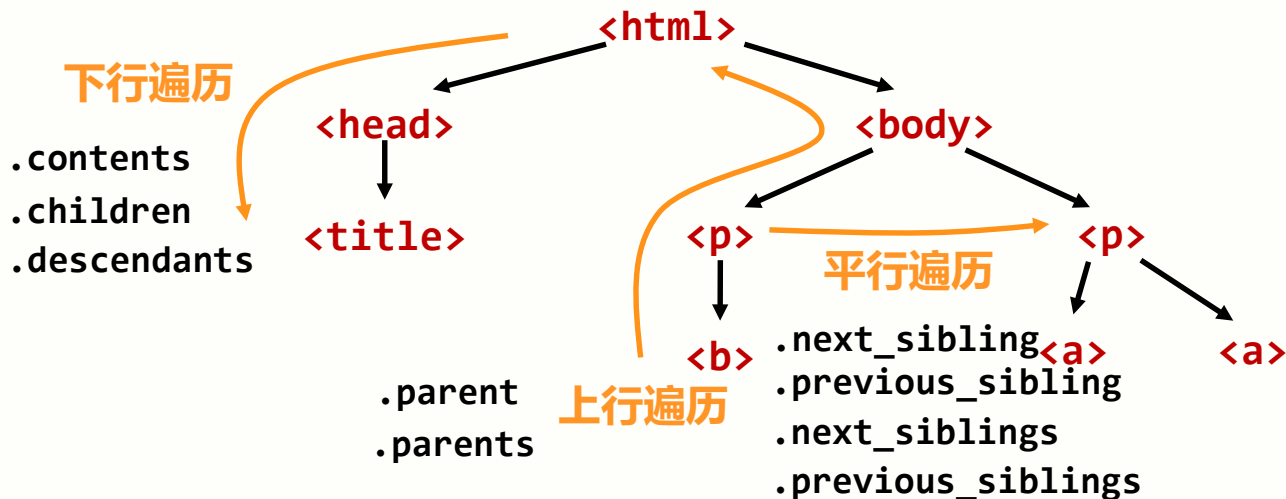 <html>
下行遍历
<head>
<body>
.contents
.children
.descendants
<title>
<p>
<p>
平行遍历
<b>
.next_sibling
<a>
<a>
.previous_sibling
.parent
上行遍历
.parents
.next_siblings
.previous_siblings